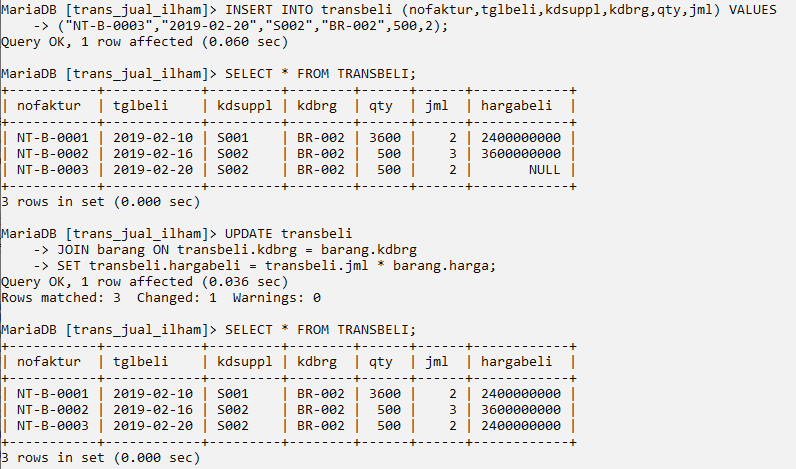 MariaDB [trans_jual_ilham]> INSERT INTO transbeli (nofaktur,tglbeli,kdsuppl,kdbrg,qty,jml) VALUES
    -> ("NT-B-0003","2019-02-20","S002","BR-002",500,2);
Query OK, 1 row affected (0.060 sec)

MariaDB [trans_jual_ilham]> SELECT * FROM TRANSBELI;
+-----------+------------+---------+--------+------+------+------------+
| nofaktur  | tglbeli    | kdsuppl | kdbrg  | qty  | jml  | hargabeli  |
+-----------+------------+---------+--------+------+------+------------+
| NT-B-0001 | 2019-02-10 | S001    | BR-002 | 3600 |    2 | 2400000000 |
| NT-B-0002 | 2019-02-16 | S002    | BR-002 |  500 |    3 | 3600000000 |
| NT-B-0003 | 2019-02-20 | S002    | BR-002 |  500 |    2 |       NULL |
+-----------+------------+---------+--------+------+------+------------+
3 rows in set (0.000 sec)

MariaDB [trans_jual_ilham]> UPDATE transbeli
    -> JOIN barang ON transbeli.kdbrg = barang.kdbrg
    -> SET transbeli.hargabeli = transbeli.jml * barang.harga;
Query OK, 1 row affected (0.036 sec)
Rows matched: 3  Changed: 1  Warnings: 0

MariaDB [trans_jual_ilham]> SELECT * FROM TRANSBELI;
+-----------+------------+---------+--------+------+------+------------+
| nofaktur  | tglbeli    | kdsuppl | kdbrg  | qty  | jml  | hargabeli  |
+-----------+------------+---------+--------+------+------+------------+
| NT-B-0001 | 2019-02-10 | S001    | BR-002 | 3600 |    2 | 2400000000 |
| NT-B-0002 | 2019-02-16 | S002    | BR-002 |  500 |    3 | 3600000000 |
| NT-B-0003 | 2019-02-20 | S002    | BR-002 |  500 |    2 | 2400000000 |
+-----------+------------+---------+--------+------+------+------------+
3 rows in set (0.000 sec)